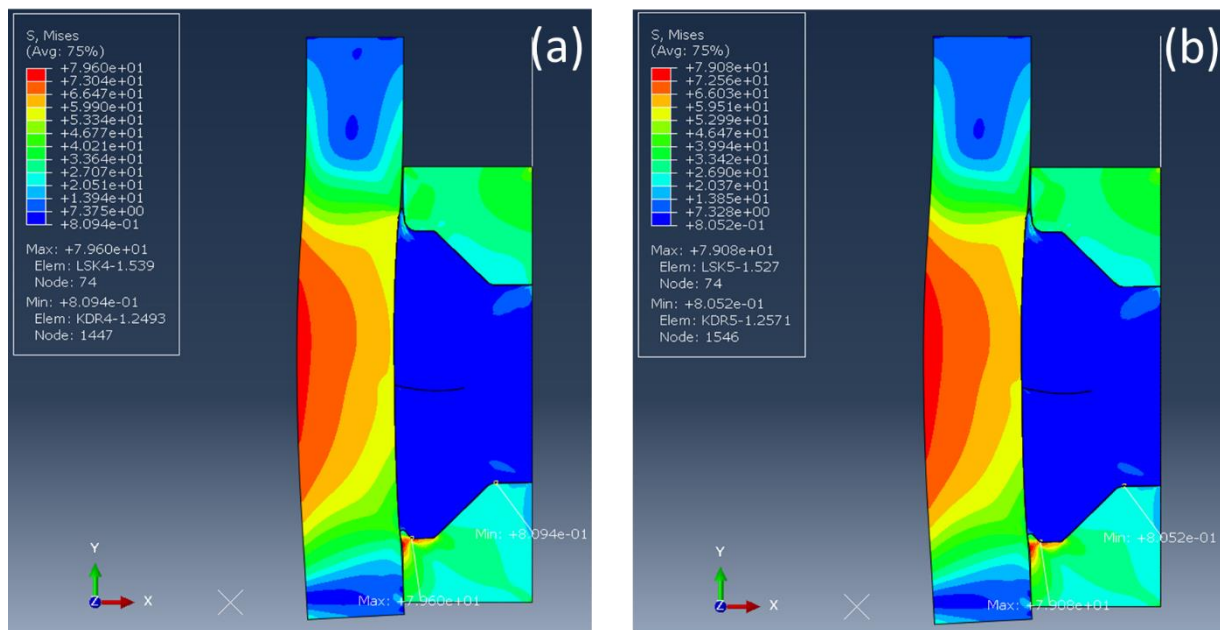 (a)
S, Mises
(Avg: 75%)
+7.960e+01
+7.304e+01
+6.647e+01
+5.990e+01
+5.334e+01
+4.677e+01
+4.021e+01
+3.364e+01
+2.707e+01
+2.051e+01
+1.394e+01
+7.375e+00
+8.094e-01
Max: +7.960e+01
Elem: LSK4-1.539
Node: 74
Min: +8.094e-01
Elem: KDR4-1.2493
Node: 1447
Min: +8.094e-01
Max: +7.960e+01
Y
Z
X
(b)
S, Mises
(Avg: 75%)
+7.908e+01
+7.256e+01
+6.603e+01
+5.951e+01
+5.299e+01
+4.647e+01
+3.994e+01
+3.342e+01
+2.690e+01
+2.037e+01
+1.385e+01
+7.328e+00
+8.052e-01
Max: +7.908e+01
Elem: LSK5-1.527
Node: 74
Min: +8.052e-01
Elem: KDR5-1.2571
Node: 1546
Min: +8.052e-01
Max: +7.908e+01
Y
Z
X